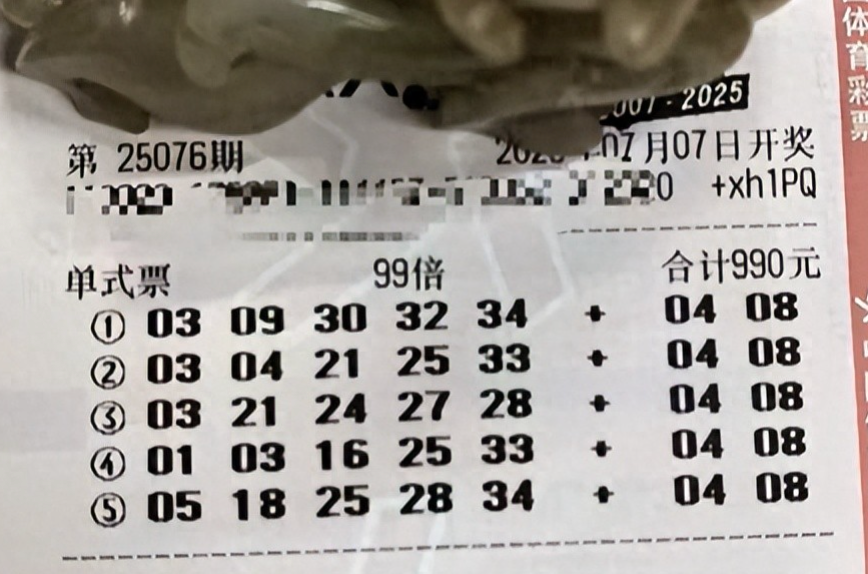 2007-2025
第 25076期
07月07日开奖
+xh1PQ
单式票 99倍 合计990元
① 03 09 30 32 34 + 04 08
② 03 04 21 25 33 + 04 08
③ 03 21 24 27 28 + 04 08
④ 01 03 16 25 33 + 04 08
⑤ 05 18 25 28 34 + 04 08
体育彩票